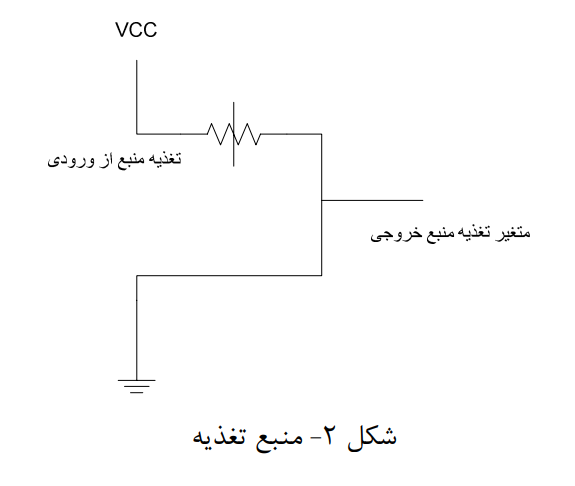 VCC
تغذیه منبع از ورودی
متغیر تغذیه منبع خروجی
شکل ۲- منبع تغذیه